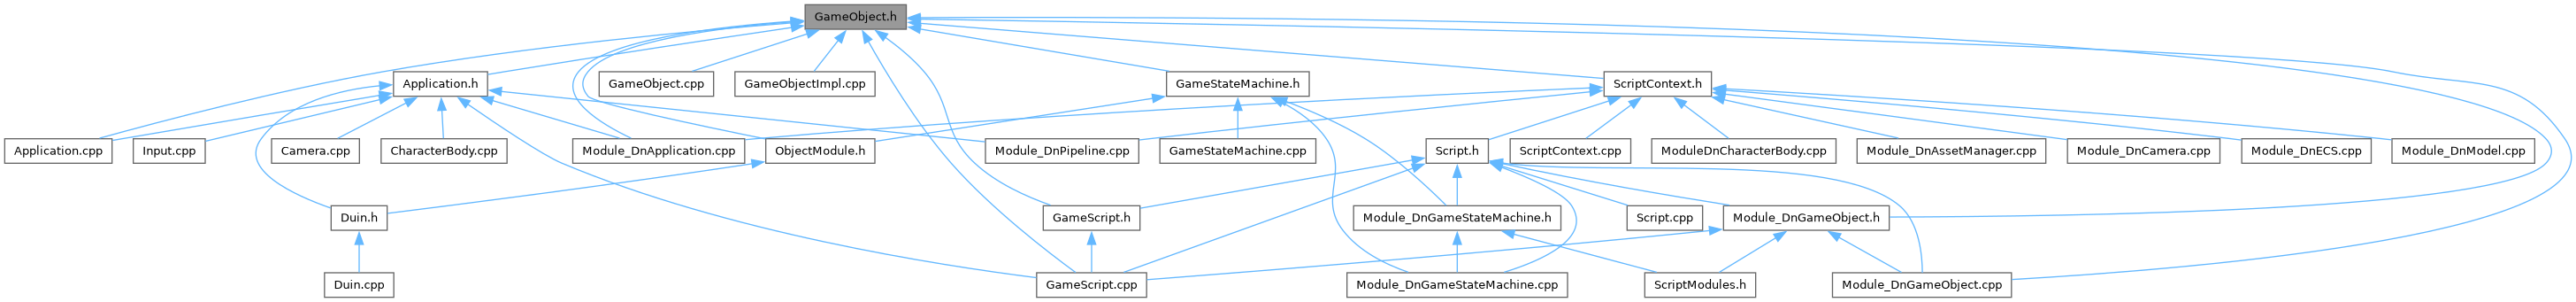 GameObject.h
Application.h
GameObject.cpp
GameObjectImpl.cpp
GameStateMachine.h
ScriptContext.h
Application.cpp
Input.cpp
Camera.cpp
CharacterBody.cpp
Module_DnApplication.cpp
ObjectModule.h
Module_DnPipeline.cpp
GameStateMachine.cpp
Script.h
ScriptContext.cpp
ModuleDnCharacterBody.cpp
Module_DnAssetManager.cpp
Module_DnCamera.cpp
Module_DnECS.cpp
Module_DnModel.cpp
Duin.h
GameScript.h
Module_DnGameStateMachine.h
Script.cpp
Module_DnGameObject.h
Duin.cpp
GameScript.cpp
Module_DnGameStateMachine.cpp
ScriptModules.h
Module_DnGameObject.cpp